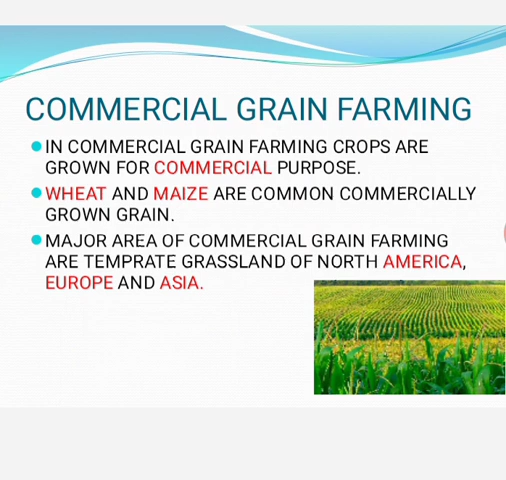 COMMERCIAL GRAIN FARMING
IN COMMERCIAL GRAIN FARMING CROPS ARE
GROWN FOR COMMERCIAL PURPOSE.
WHEAT AND MAIZE ARE COMMON COMMERCIALLY
GROWN GRAIN.
MAJOR AREA OF COMMERCIAL GRAIN FARMING
ARE TEMPRATE GRASSLAND OF NORTH AMERICA,
EUROPE AND ASIA.